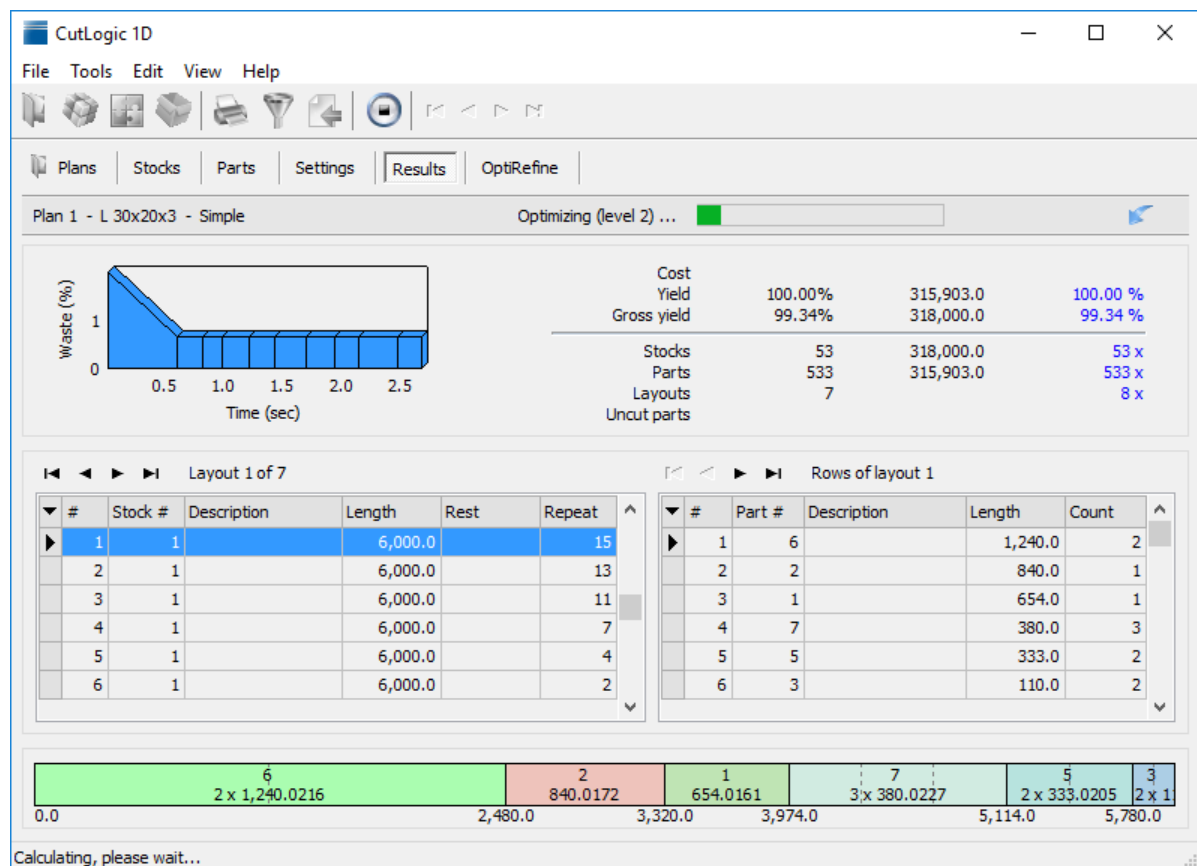 CutLogic 1D
File Tools Edit View Help
Plans Stocks Parts Settings Results OptiRefine
Plan 1 - L 30x20x3 - Simple Optimizing (level 2) ...
Waste (%)
1
0
0.5 1.0 1.5 2.0 2.5
Time (sec)
Cost
Yield 100.00% 315,903.0 100.00 %
Gross yield 99.34% 318,000.0 99.34 %
Stocks 53 318,000.0 53 x
Parts 533 315,903.0 533 x
Layouts 7 8 x
Uncut parts
Layout 1 of 7
# Stock # Description Length Rest Repeat
1 1 6,000.0 15
2 1 6,000.0 13
3 1 6,000.0 11
4 1 6,000.0 7
5 1 6,000.0 4
6 1 6,000.0 2
Rows of layout 1
# Part # Description Length Count
1 6 1,240.0 2
2 2 840.0 1
3 1 654.0 1
4 7 380.0 3
5 5 333.0 2
6 3 110.0 2
6 2 1 7 5 3
2 x 1,240.0216 840.0172 654.0161 3 x 380.0227 2 x 333.0205 2 x 1
0.0 2,480.0 3,320.0 3,974.0 5,114.0 5,780.0
Calculating, please wait...